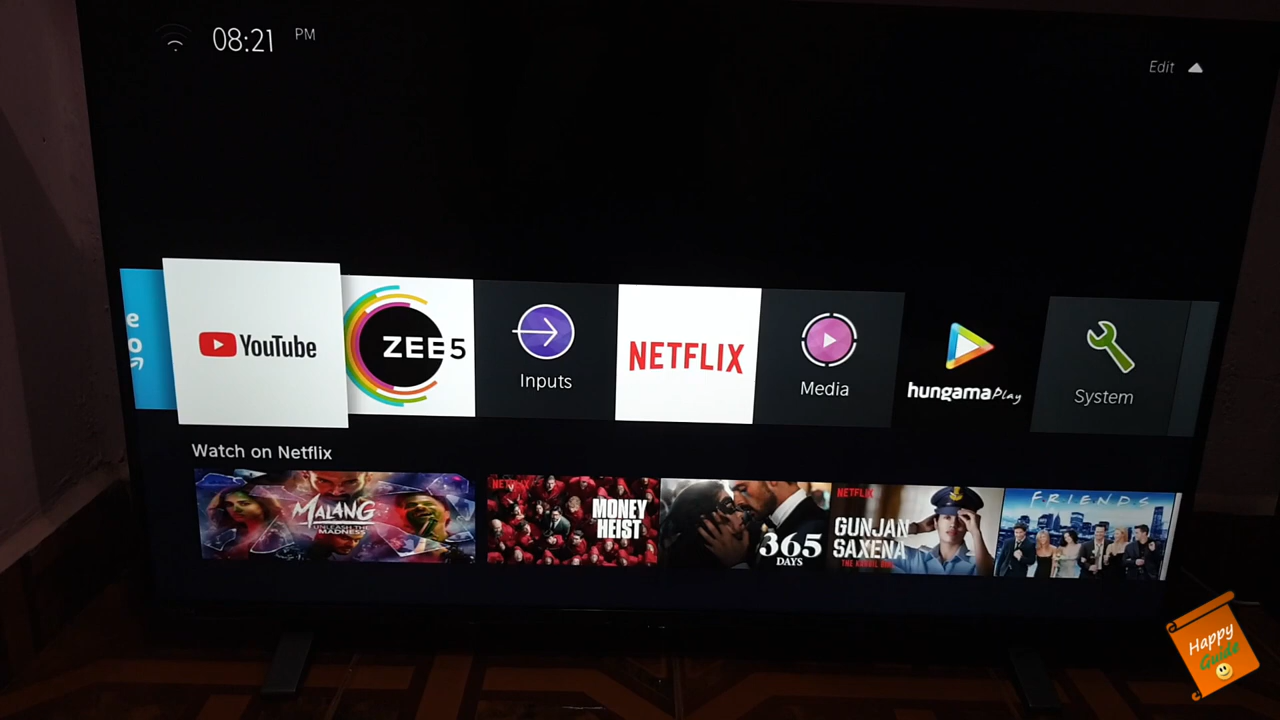 08:21 PM
Edit
e
o
YouTube
ZEE5
Inputs
NETFLIX
Media
hungama Play
System
Watch on Netflix
MALANG
UNLEASH THE
MADNESS
NETFLIX
MONEY
HEIST
365
DAYS
NETFLIX
GUNJAN
SAXENA
THE KARGIL GIRL
FRIENDS
Happy
Guide